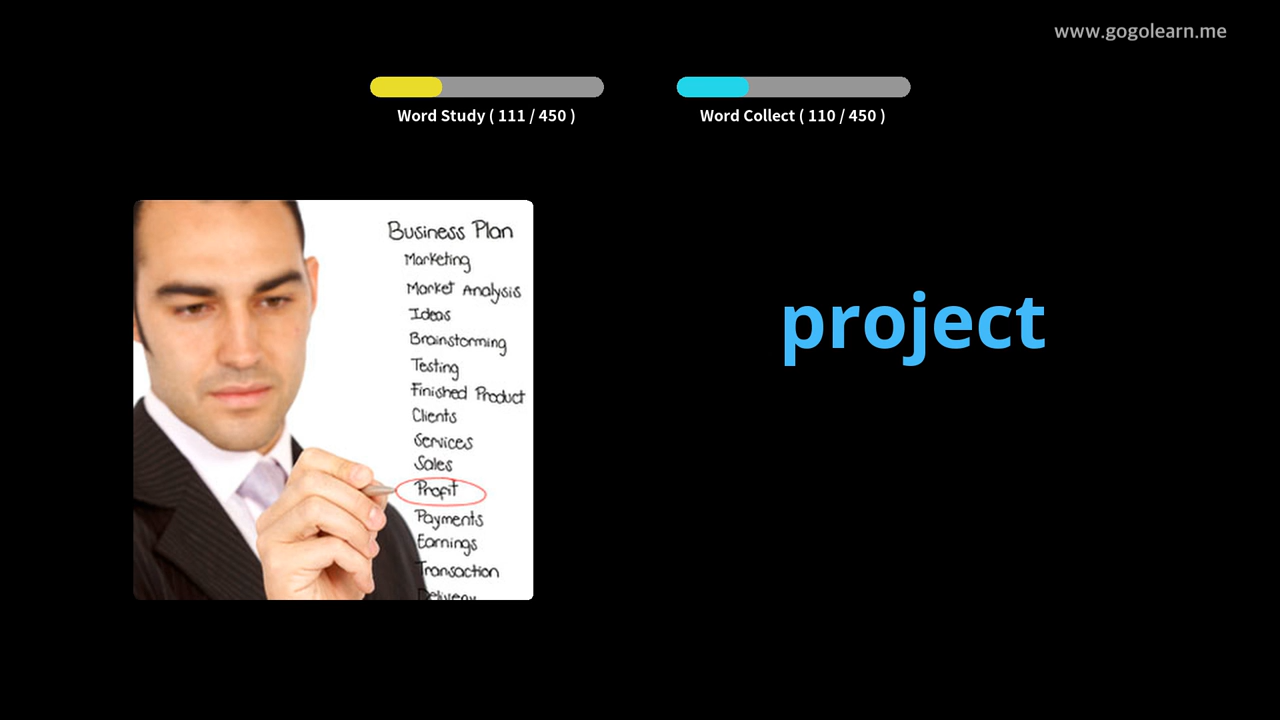 www.gogolearn.me
Word Study ( 111 / 450 )
Word Collect ( 110 / 450 )
Business Plan
Marketing
Market Analysis
Ideas
Brainstorming
Testing
Finished Product
Clients
Services
Sales
Profit
Payments
Earnings
Transaction
Delivery
project